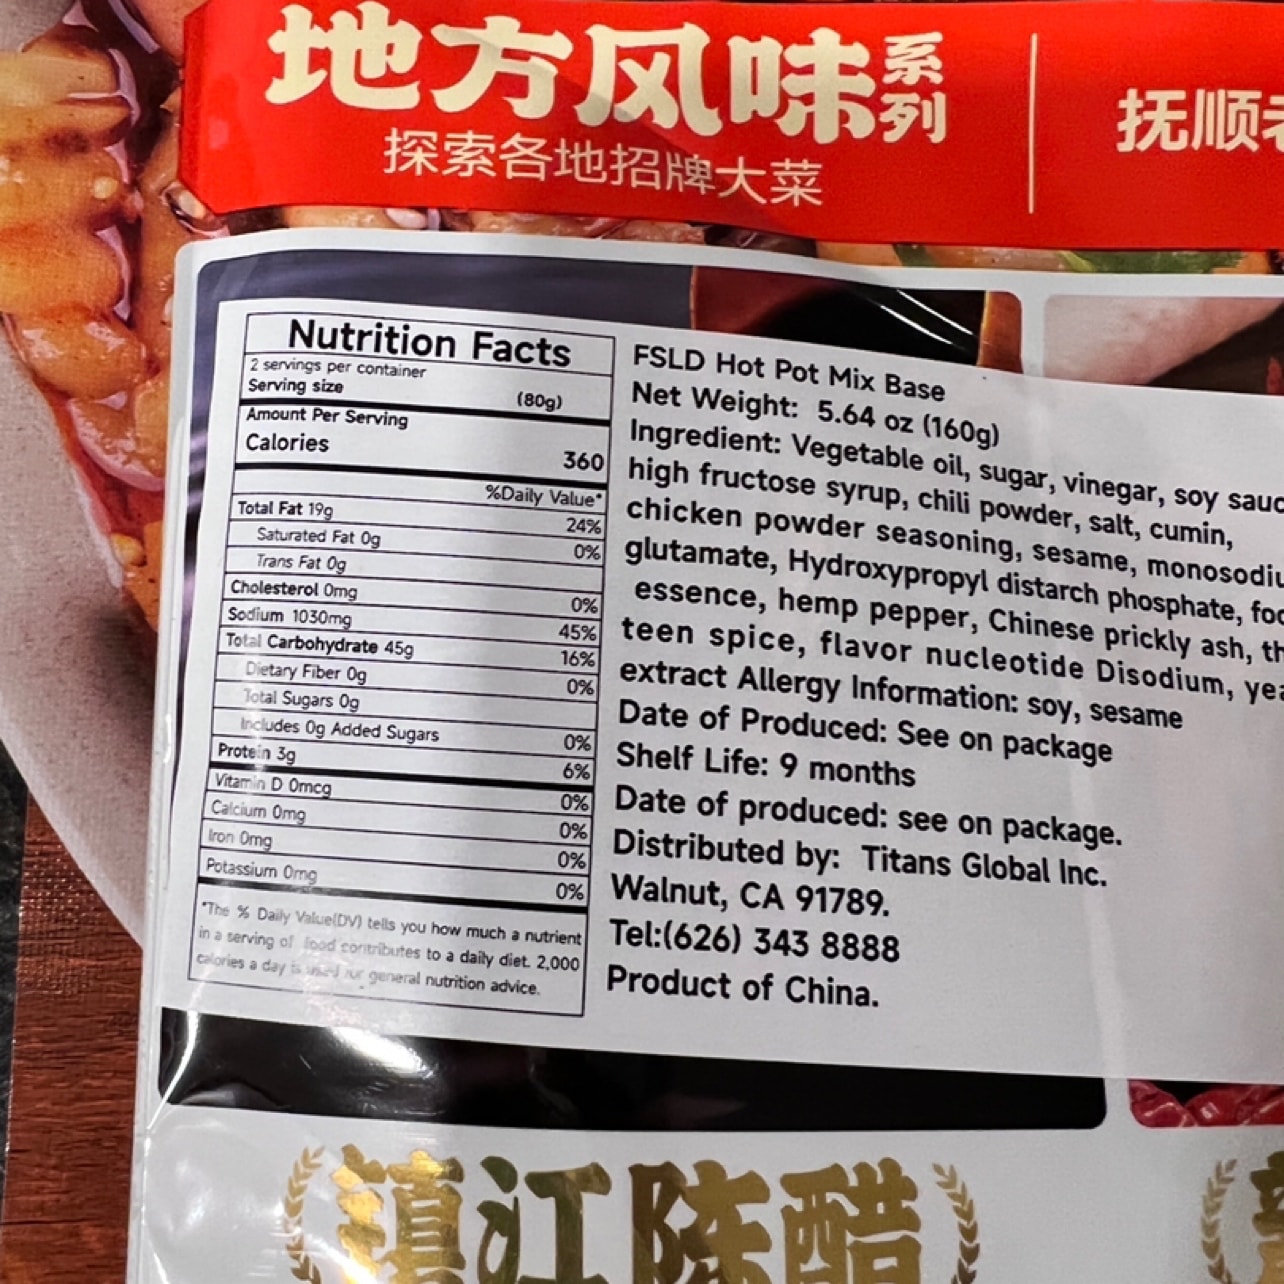 地方风味系列
探索各地招牌大菜
抚顺老
Nutrition Facts
2 servings per container
Serving size (80g)
Amount Per Serving
Calories 360
%Daily Value*
Total Fat 19g 24%
Saturated Fat 0g 0%
Trans Fat 0g
Cholesterol 0mg 0%
Sodium 1030mg 45%
Total Carbohydrate 45g 16%
Dietary Fiber 0g 0%
Total Sugars 0g
Includes 0g Added Sugars 0%
Protein 3g 6%
Vitamin D 0mcg 0%
Calcium 0mg 0%
Iron 0mg 0%
Potassium 0mg 0%
*The % Daily Value(DV) tells you how much a nutrient
in a serving of food contributes to a daily diet. 2,000
calories a day is used for general nutrition advice.
FSLD Hot Pot Mix Base
Net Weight: 5.64 oz (160g)
Ingredient: Vegetable oil, sugar, vinegar, soy sauc
high fructose syrup, chili powder, salt, cumin,
chicken powder seasoning, sesame, monosodiu
glutamate, Hydroxypropyl distarch phosphate, foo
essence, hemp pepper, Chinese prickly ash, th
teen spice, flavor nucleotide Disodium, yea
extract Allergy Information: soy, sesame
Date of Produced: See on package
Shelf Life: 9 months
Date of produced: see on package.
Distributed by: Titans Global Inc.
Walnut, CA 91789.
Tel:(626) 343 8888
Product of China.
镇江陈醋